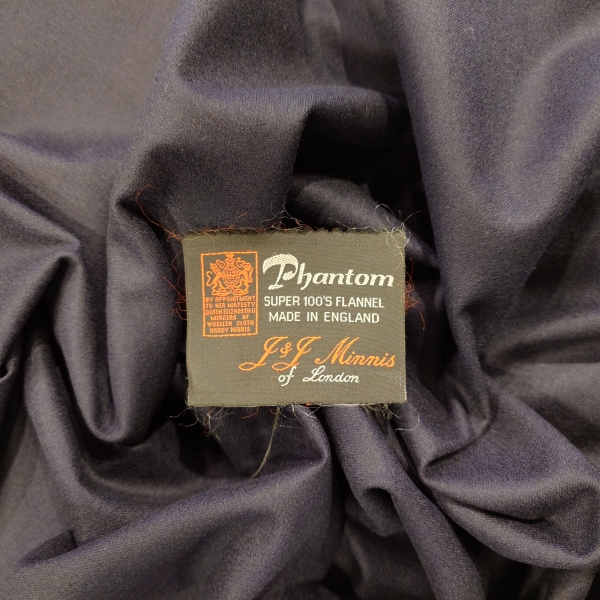 Phantom
SUPER 100'S FLANNEL
MADE IN ENGLAND
BY APPOINTMENT
TO HER MAJESTY
QUEEN ELIZABETH II
MERCERS OF
WOOLLEN CLOTH
HARDY MINNIS
J & J Minnis
of London